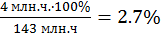 4 млн.ч.·100%
143 млн.ч
= 2.7%